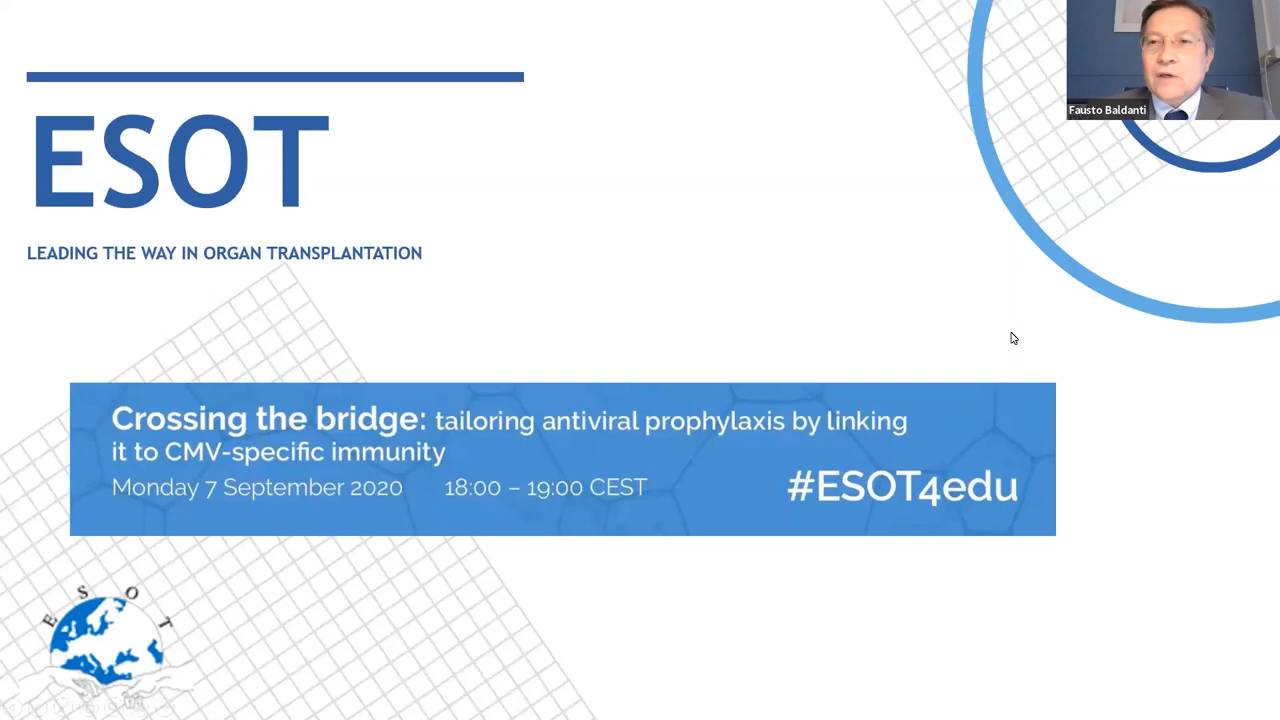 Fausto Baldanti
ESOT
LEADING THE WAY IN ORGAN TRANSPLANTATION
Crossing the bridge: tailoring antiviral prophylaxis by linking
it to CMV-specific immunity
Monday 7 September 2020 18:00 – 19:00 CEST
#ESOT4edu
E S O T